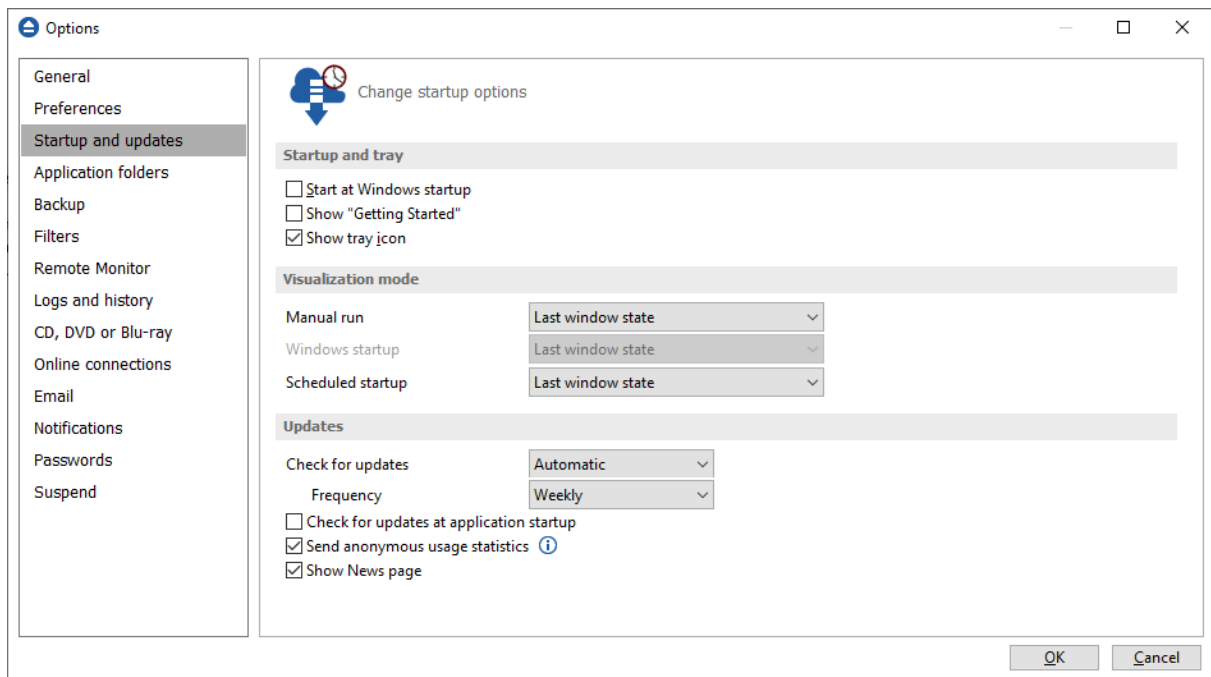 Options
General
Preferences
Startup and updates
Application folders
Backup
Filters
Remote Monitor
Logs and history
CD, DVD or Blu-ray
Online connections
Email
Notifications
Passwords
Suspend
Change startup options
Startup and tray
Start at Windows startup
Show "Getting Started"
Show tray icon
Visualization mode
Manual run Last window state
Windows startup Last window state
Scheduled startup Last window state
Updates
Check for updates Automatic
Frequency Weekly
Check for updates at application startup
Send anonymous usage statistics
Show News page
OK Cancel